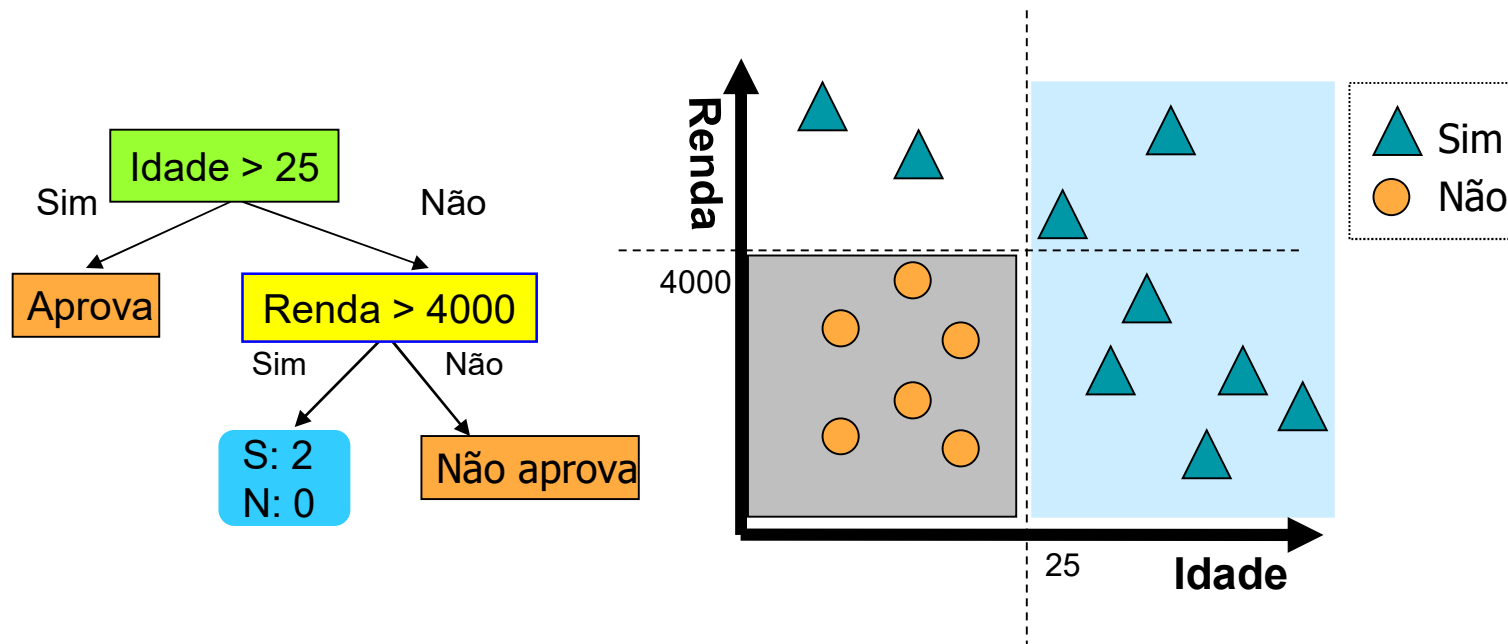 Idade > 25
Sim
Não
Aprova
Renda > 4000
Sim
Não
S: 2
N: 0
Não aprova
Renda
4000
25
Idade
Sim
Não